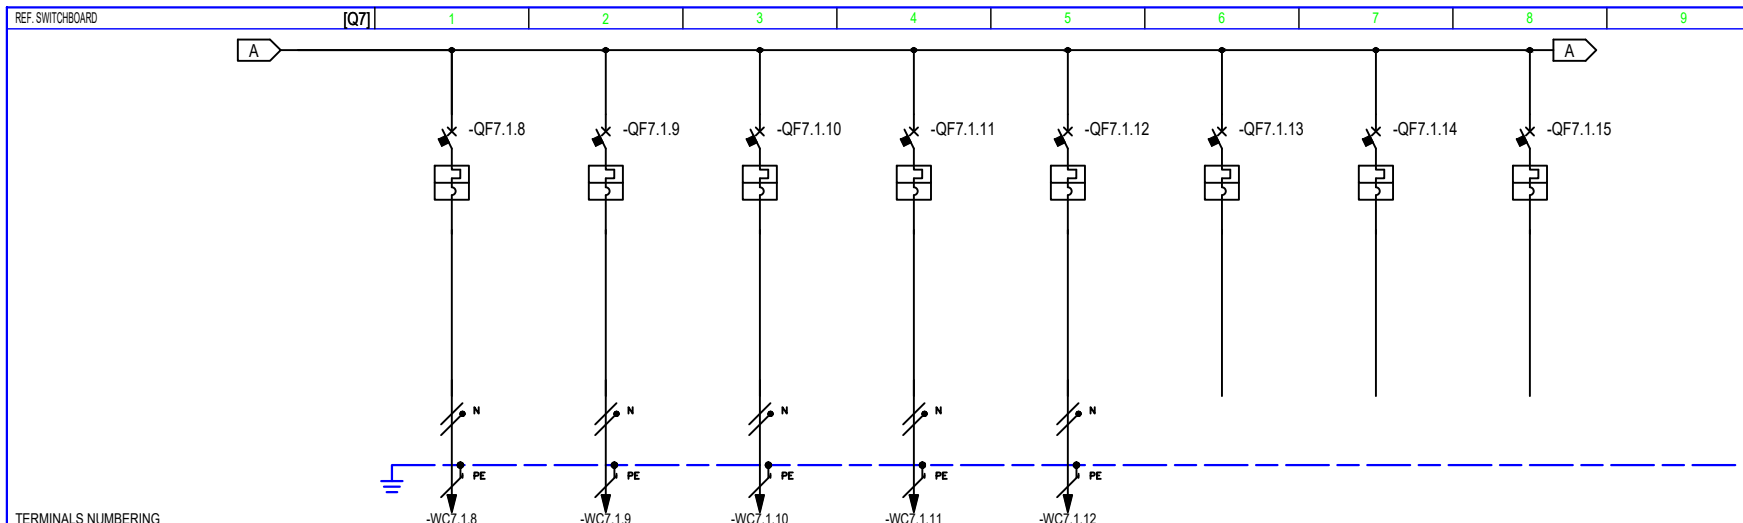 REF. SWITCHBOARD [Q7] 1 2 3 4 5 6 7 8 9
A A
-QF7.1.8 -QF7.1.9 -QF7.1.10 -QF7.1.11 -QF7.1.12 -QF7.1.13 -QF7.1.14 -QF7.1.15
N N N N N
PE PE PE PE PE
TERMINALS NUMBERING -WC7.1.8 -WC7.1.9 -WC7.1.10 -WC7.1.11 -WC7.1.12